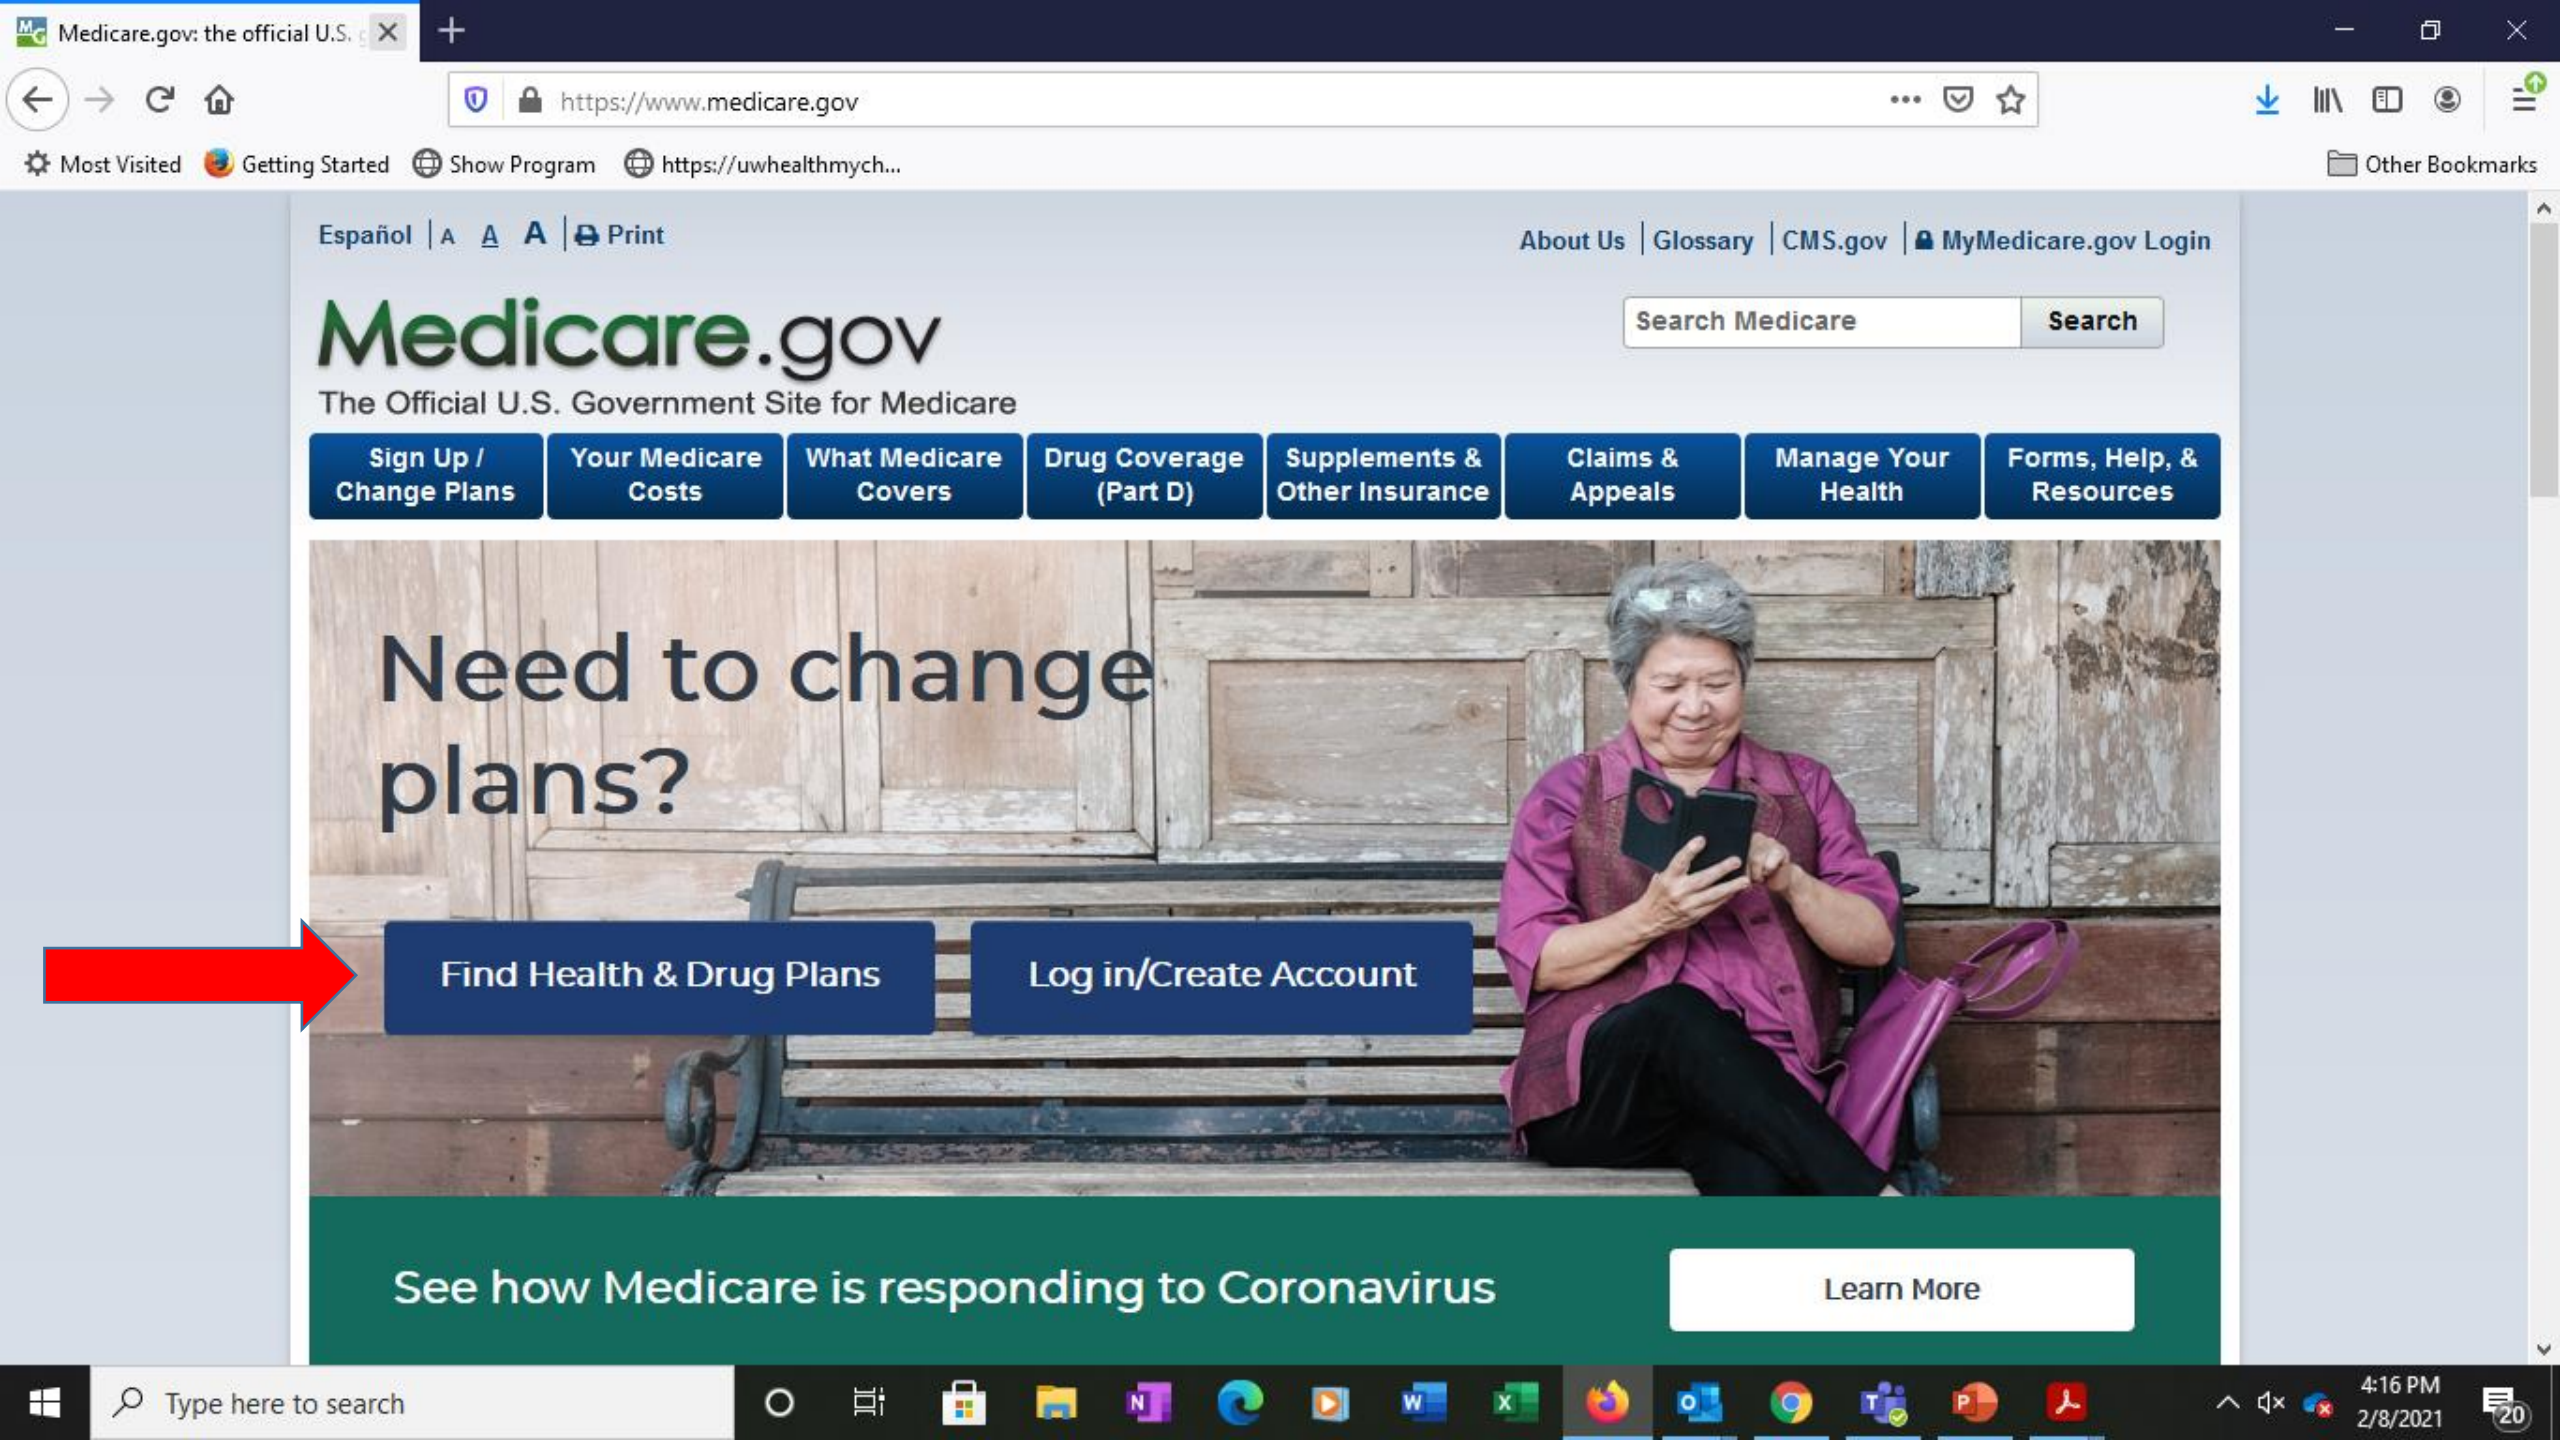 Medicare.gov: the official U.S.
https://www.medicare.gov
Most Visited Getting Started Show Program https://uwhealthmych... Other Bookmarks
Español A A A Print
About Us Glossary CMS.gov MyMedicare.gov Login
Medicare.gov
Search Medicare Search
The Official U.S. Government Site for Medicare
Sign Up /
Change Plans
Your Medicare
Costs
What Medicare
Covers
Drug Coverage
(Part D)
Supplements &
Other Insurance
Claims &
Appeals
Manage Your
Health
Forms, Help, &
Resources
Need to change
plans?
Find Health & Drug Plans
Log in/Create Account
See how Medicare is responding to Coronavirus
Learn More
Type here to search
4:16 PM
2/8/2021
20